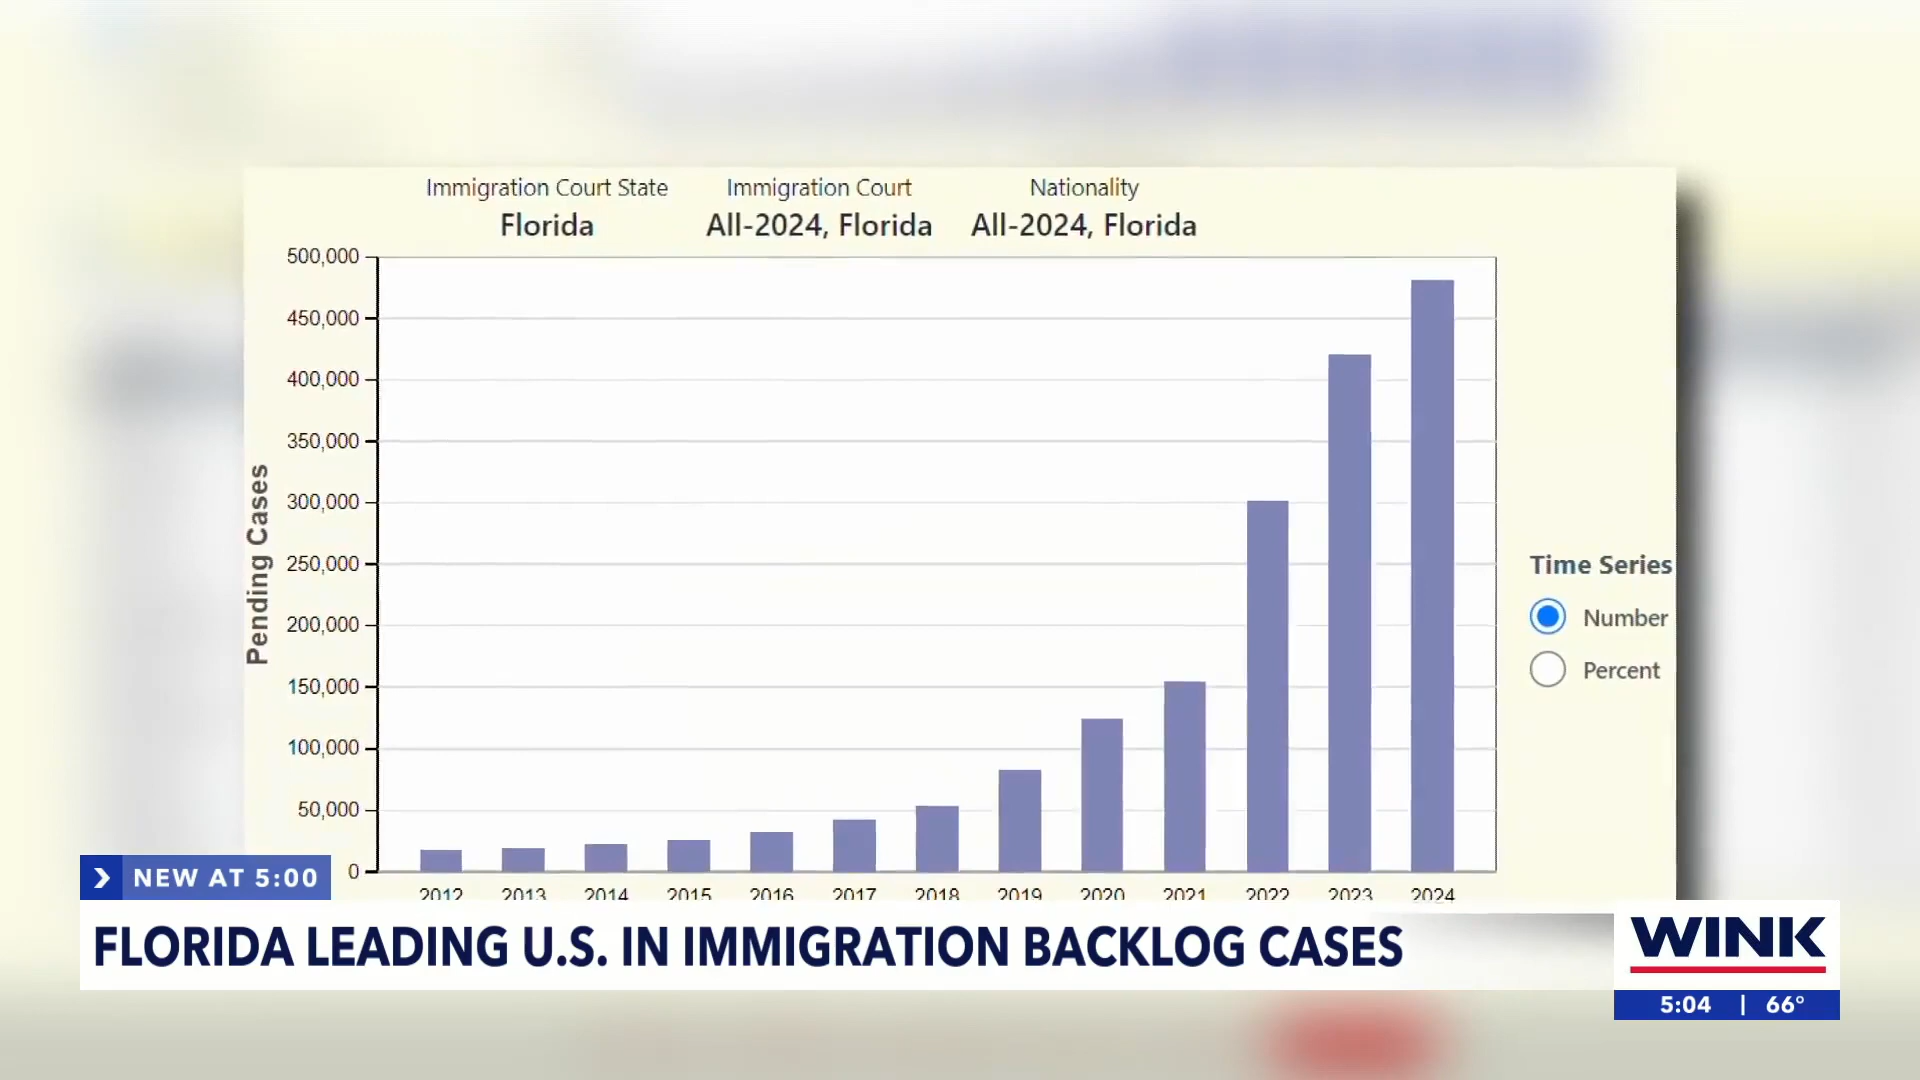 Immigration Court State Immigration Court Nationality
Florida All-2024, Florida All-2024, Florida
500,000
450,000
400,000
350,000
300,000
250,000
200,000
150,000
100,000
50,000
0
Pending Cases
2012 2013 2014 2015 2016 2017 2018 2019 2020 2021 2022 2023 2024
Time Series
Number
Percent
NEW AT 5:00
FLORIDA LEADING U.S. IN IMMIGRATION BACKLOG CASES
WINK
5:04 | 66°